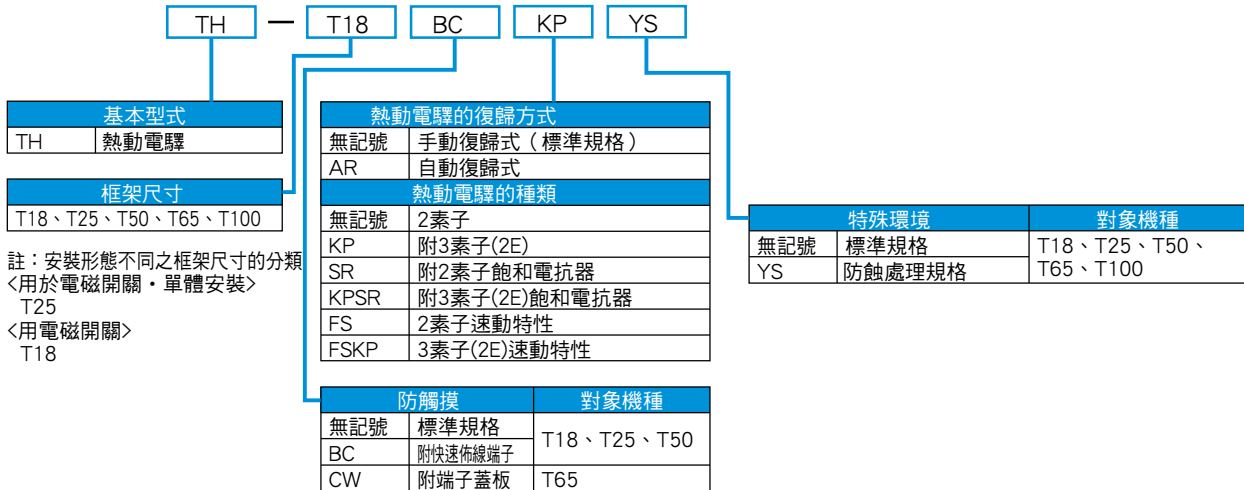 TH — T18 BC KP YS
基本型式
TH 熱動電驛
框架尺寸
T18、T25、T50、T65、T100
註：安裝形態不同之框架尺寸的分類
<用於電磁開關・單體安裝>
T25
<用電磁開關>
T18
熱動電驛的復歸方式
無記號 手動復歸式（標準規格）
AR 自動復歸式
熱動電驛的種類
無記號 2素子
KP 附3素子(2E)
SR 附2素子飽和電抗器
KPSR 附3素子(2E)飽和電抗器
FS 2素子速動特性
FSKP 3素子(2E)速動特性
防觸摸 對象機種
無記號 標準規格 T18、T25、T50
BC 附快速佈線端子
CW 附端子蓋板 T65
特殊環境 對象機種
無記號 標準規格 T18、T25、T50、
YS 防蝕處理規格 T65、T100